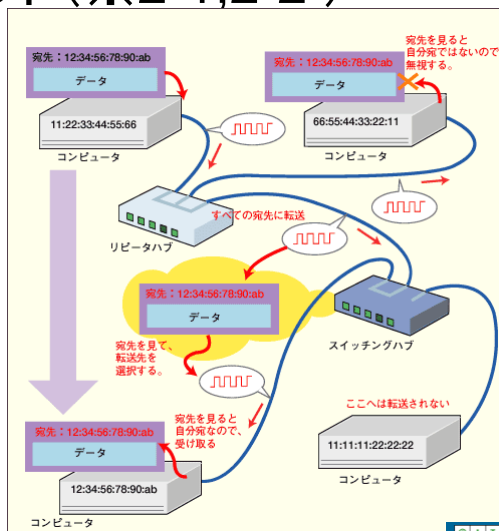 宛先：12:34:56:78:90:ab
データ
11:22:33:44:55:66
コンピュータ
宛先：12:34:56:78:90:ab
データ
宛先を見ると
自分宛ではないので
無視する。
66:55:44:33:22:11
コンピュータ
リピータハブ
すべての宛先に転送
宛先：12:34:56:78:90:ab
データ
スイッチングハブ
宛先を見て、
転送先を
選択する。
宛先を見ると
自分宛なので、
受け取る
ここへは転送されない
11:11:11:22:22:22
コンピュータ
宛先：12:34:56:78:90:ab
データ
12:34:56:78:90:ab
コンピュータ